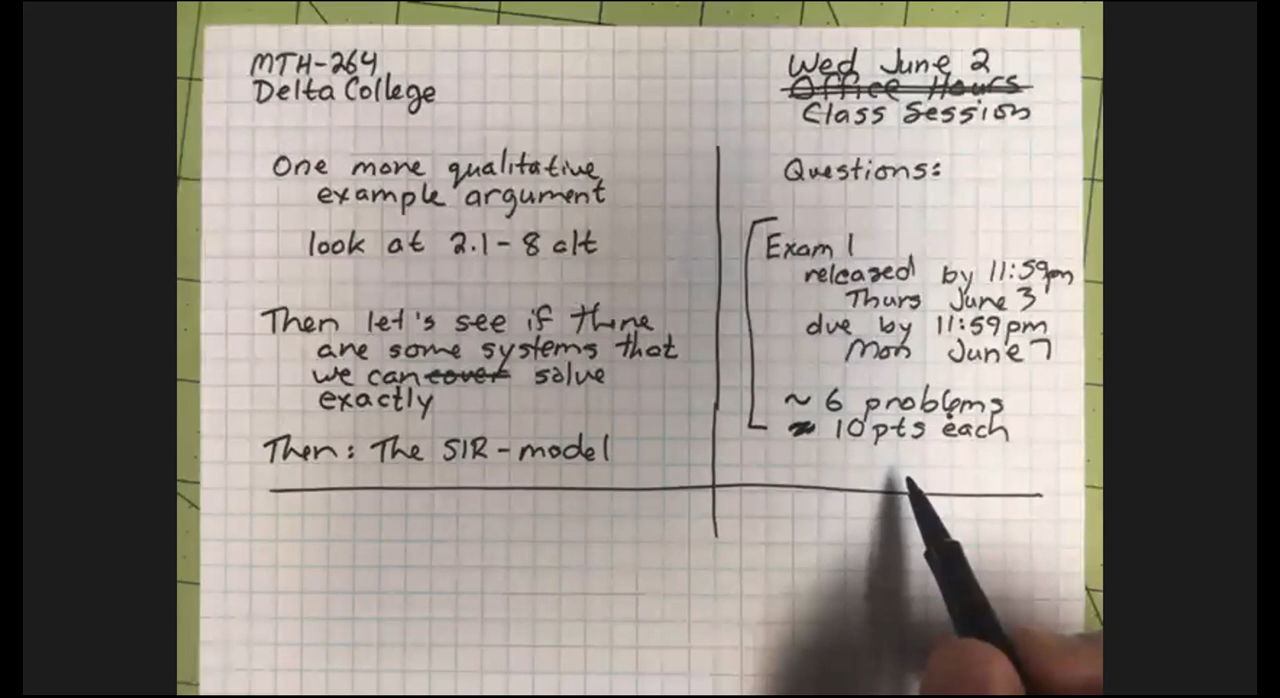 MTH-264
Delta College
Wed June 2
Office Hours
Class Session
One more qualitative
example argument
look at 2.1-8 alt
Then let's see if there
are some systems that
we can cover solve
exactly
Then: The SIR-model
Questions:
Exam 1
released by 11:59pm
Thurs June 3
due by 11:59pm
Mon June 7
~ 6 problems
10 pts each